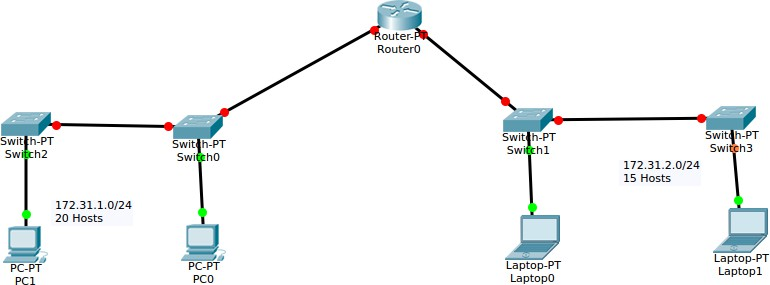 Router-PT
Router0
Switch-PT
Switch2
Switch-PT
Switch0
Switch-PT
Switch1
Switch-PT
Switch3
172.31.1.0/24
20 Hosts
172.31.2.0/24
15 Hosts
PC-PT
PC1
PC-PT
PC0
Laptop-PT
Laptop0
Laptop-PT
Laptop1